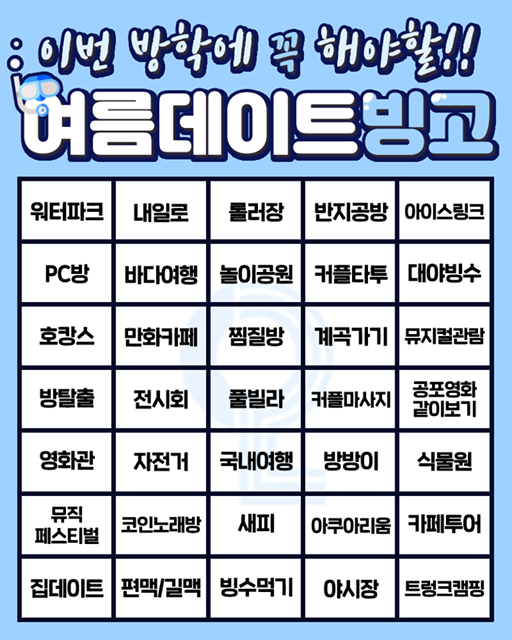 이번 방학에 꼭 해야할!!
여름데이트빙고
워터파크 내일로 롤러장 반지공방 아이스링크
PC방 바다여행 놀이공원 커플타투 대야빙수
호캉스 만화카페 찜질방 계곡가기 뮤지컬관람
방탈출 전시회 풀빌라 커플마사지 공포영화
같이보기
영화관 자전거 국내여행 방방이 식물원
뮤직
페스티벌 코인노래방 새피 아쿠아리움 카페투어
집데이트 편맥/길맥 빙수먹기 야시장 트렁크캠핑